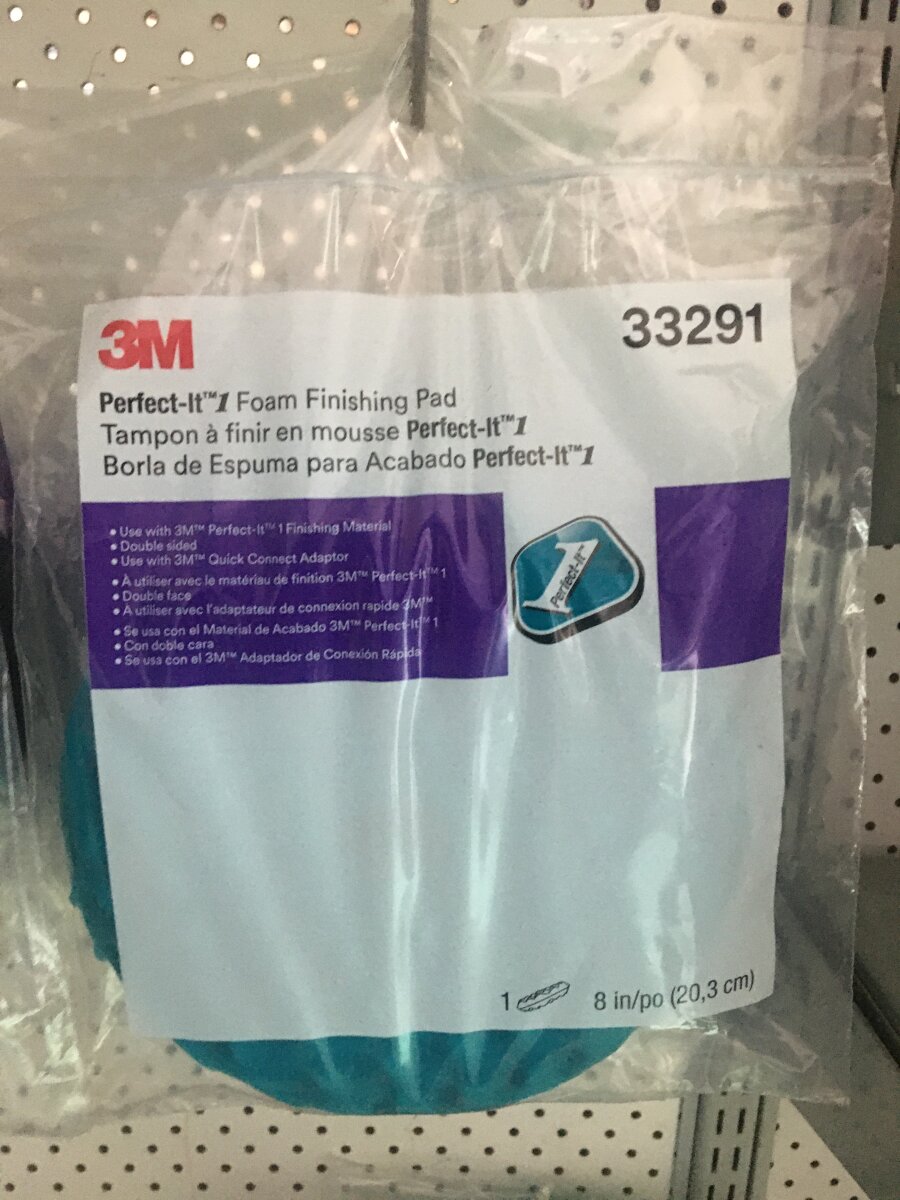 3M
33291
Perfect-It™1 Foam Finishing Pad
Tampon à finir en mousse Perfect-It™1
Borla de Espuma para Acabado Perfect-It™1
• Use with 3M™ Perfect-It™ 1 Finishing Material
• Double sided
• Use with 3M™ Quick Connect Adaptor
• À utiliser avec le matériau de finition 3M™ Perfect-It™ 1
• Double face
• À utiliser avec l'adaptateur de connexion rapide 3M™
• Se usa con el Material de Acabado 3M™ Perfect-It™ 1
• Con doble cara
• Se usa con el 3M™ Adaptador de Conexión Rápida
1 Perfect-It™
1
8 in/po (20,3 cm)